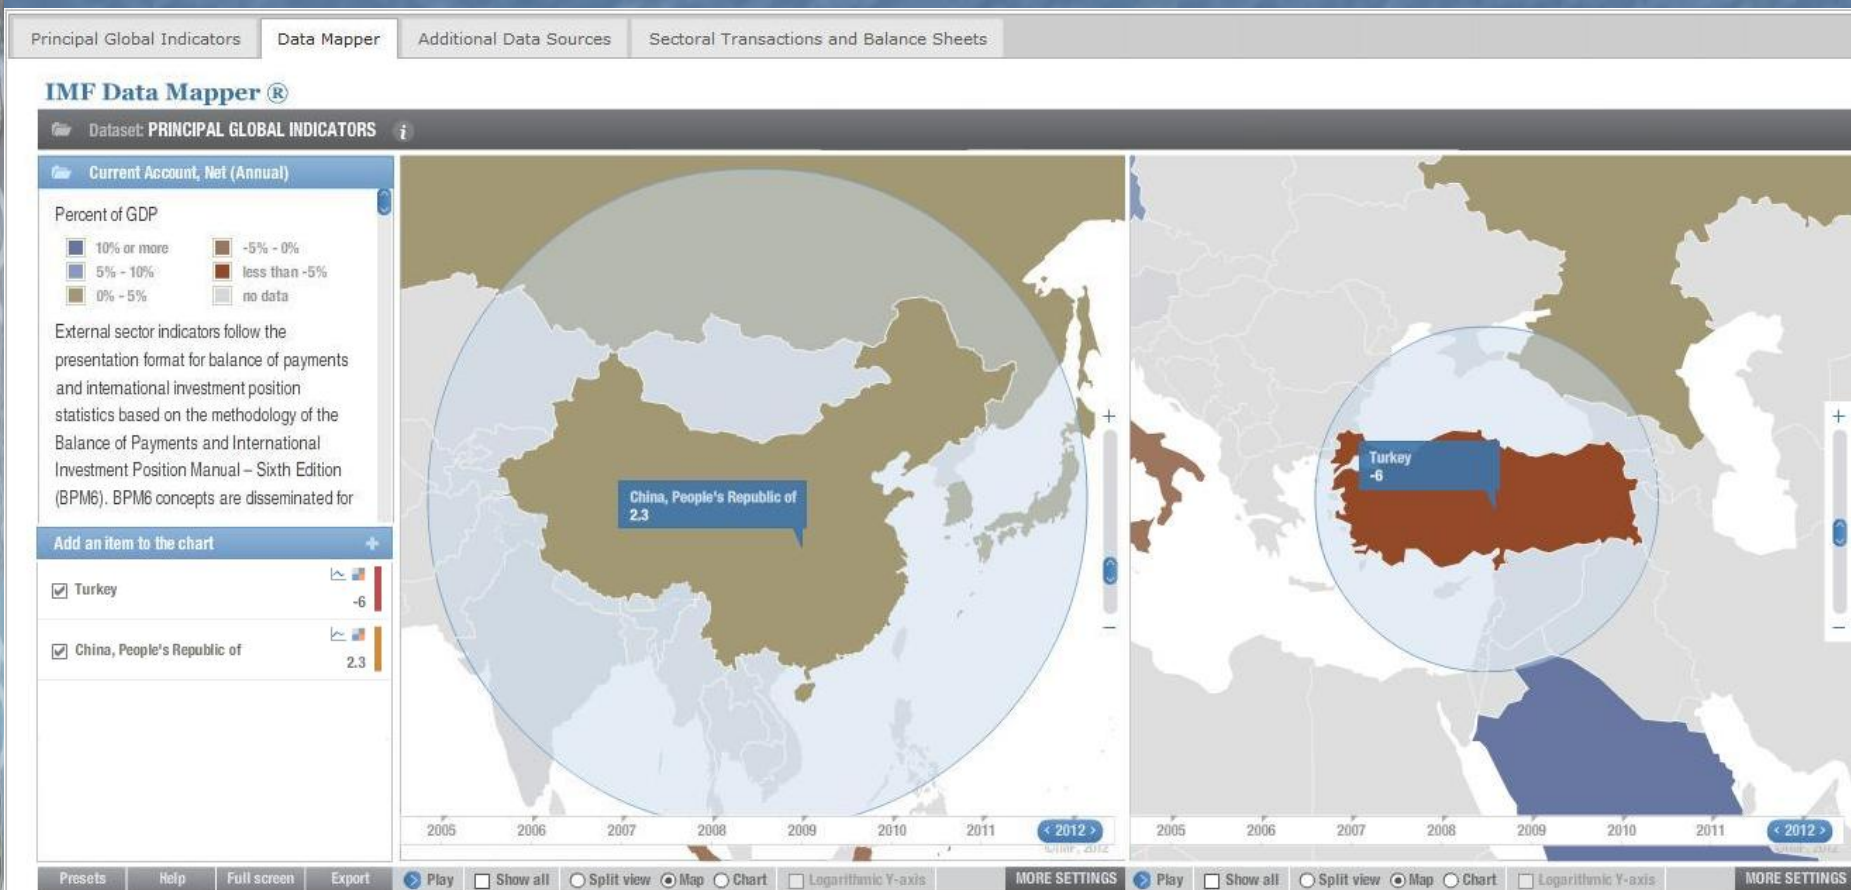 Principal Global Indicators
Data Mapper
Additional Data Sources
Sectoral Transactions and Balance Sheets
IMF Data Mapper ®
Dataset: PRINCIPAL GLOBAL INDICATORS i
Current Account, Net (Annual)
Percent of GDP
10% or more
-5% - 0%
5% - 10%
less than -5%
0% - 5%
no data
External sector indicators follow the
presentation format for balance of payments
and international investment position
statistics based on the methodology of the
Balance of Payments and International
Investment Position Manual – Sixth Edition
(BPM6). BPM6 concepts are disseminated for
Add an item to the chart +
Turkey
-6
China, People's Republic of
2.3
China, People's Republic of
2.3
+
−
2005 2006 2007 2008 2009 2010 2011 < 2012 >
©IMF, 2012
Turkey
-6
+
−
2005 2006 2007 2008 2009 2010 2011 < 2012 >
©IMF, 2012
Presets Help Full screen Export
Play Show all Split view Map Chart Logarithmic Y-axis MORE SETTINGS
Play Show all Split view Map Chart Logarithmic Y-axis MORE SETTINGS